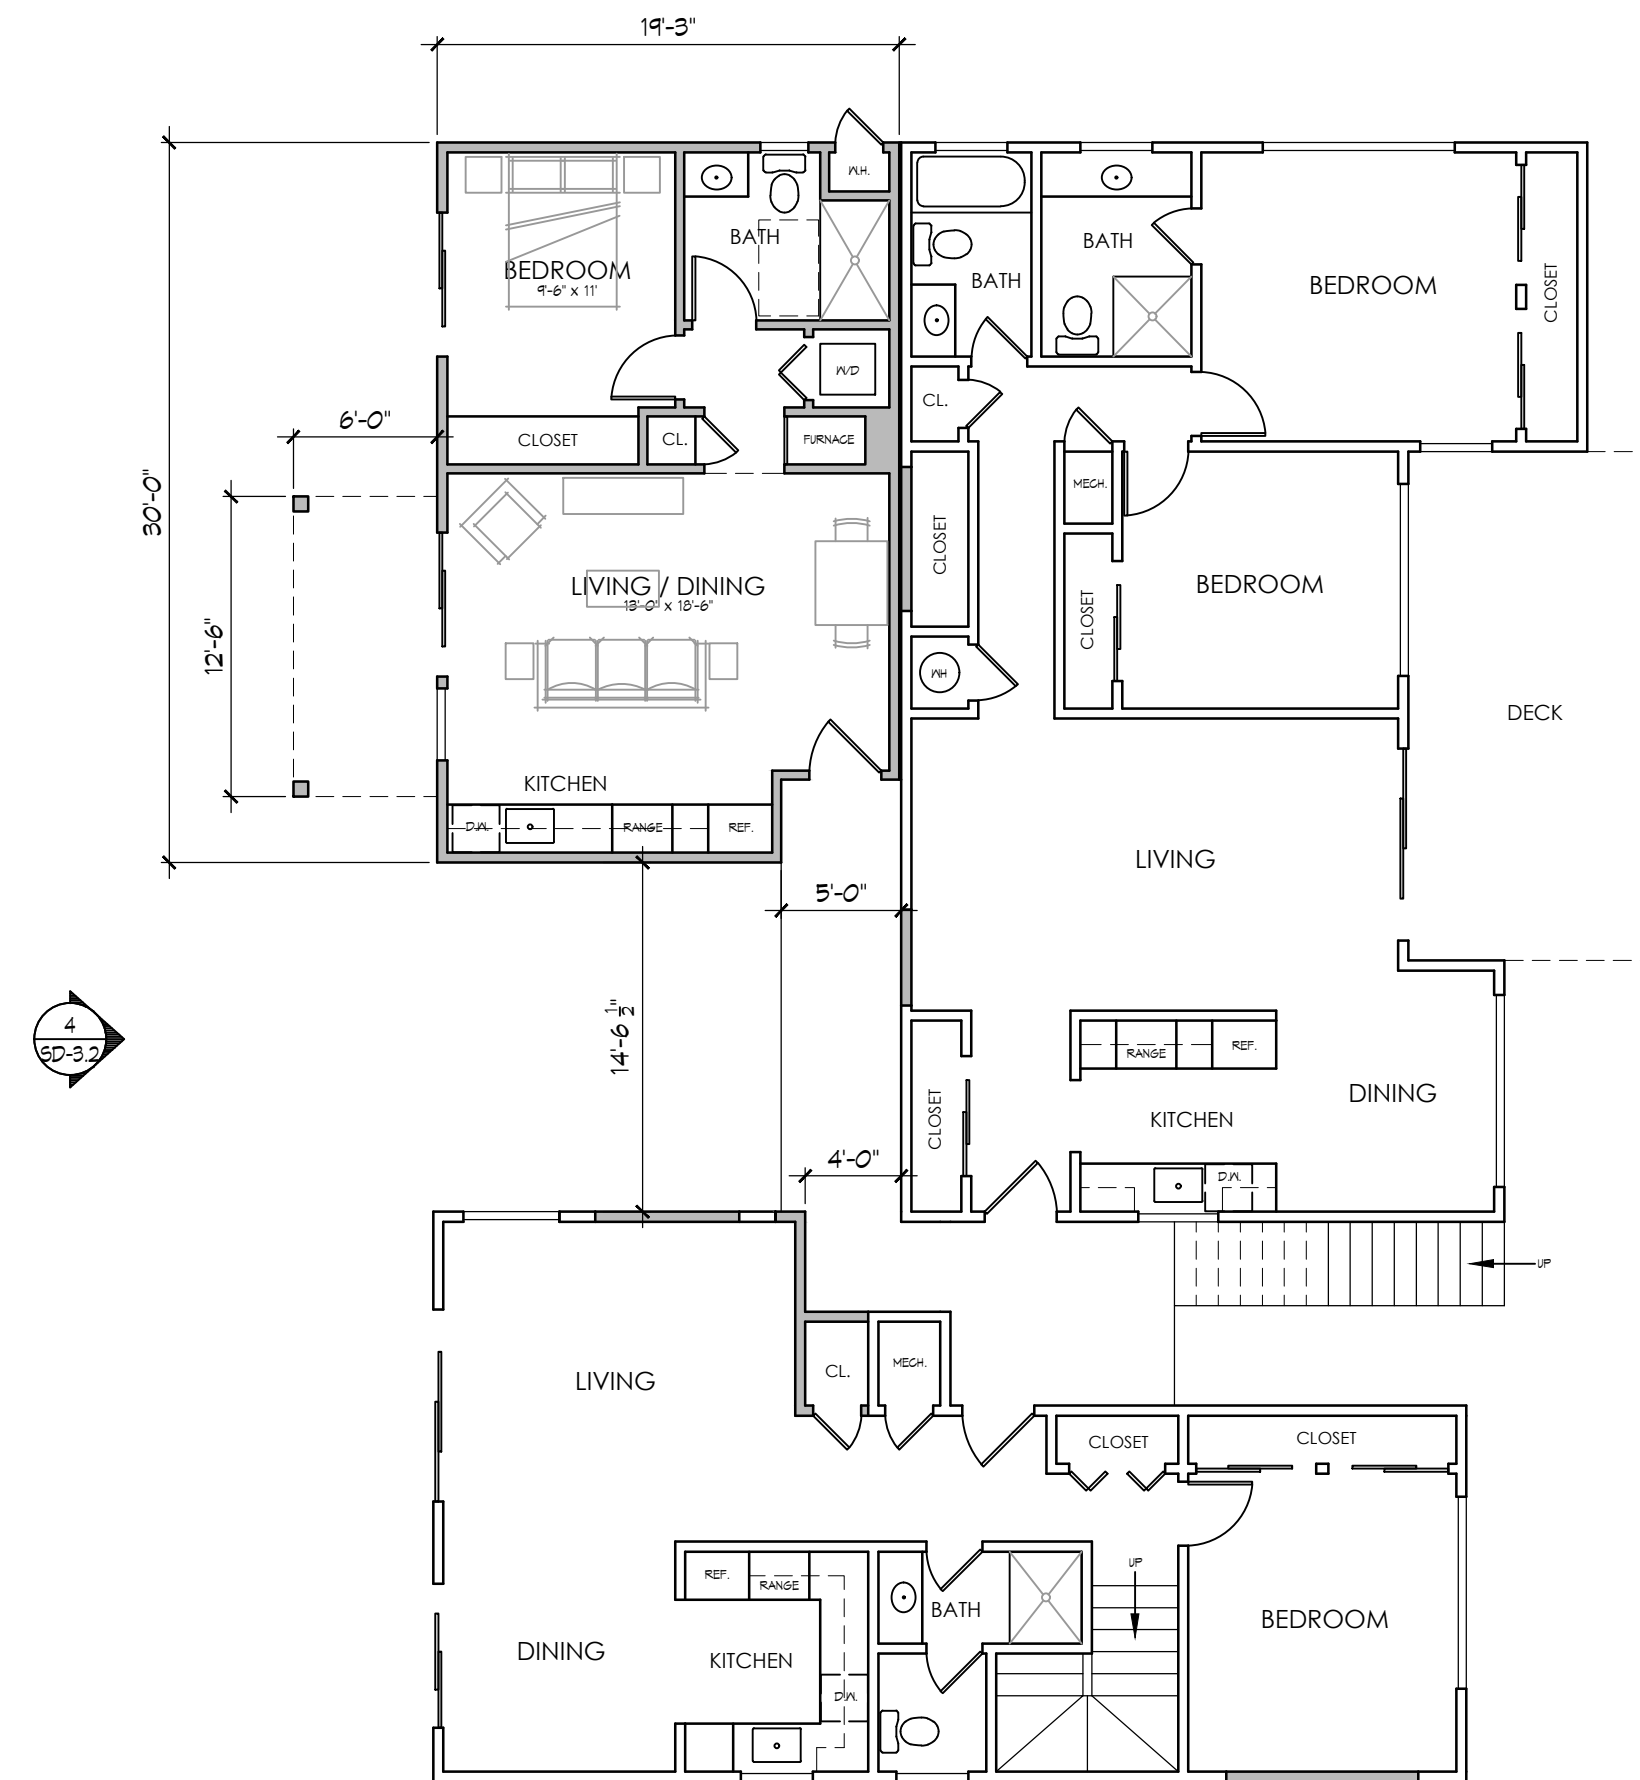 19'-3"
W.H.
BATH
BATH
BEDROOM
9'-6" x 11'
BATH
BEDROOM
CLOSET
W/D
CL.
6'-0"
CLOSET
CL.
FURNACE
30'-0"
MECH.
CLOSET
12'-6"
LIVING / DINING
13'-0" x 18'-6"
BEDROOM
CLOSET
WH
DECK
KITCHEN
D.W.
RANGE
REF.
LIVING
5'-0"
14'-6 1/2"
4
SD-3.2
RANGE
REF.
CLOSET
KITCHEN
DINING
4'-0"
D.W.
UP
LIVING
CL.
MECH.
CLOSET
CLOSET
REF.
RANGE
UP
BATH
BEDROOM
DINING
KITCHEN
D.W.